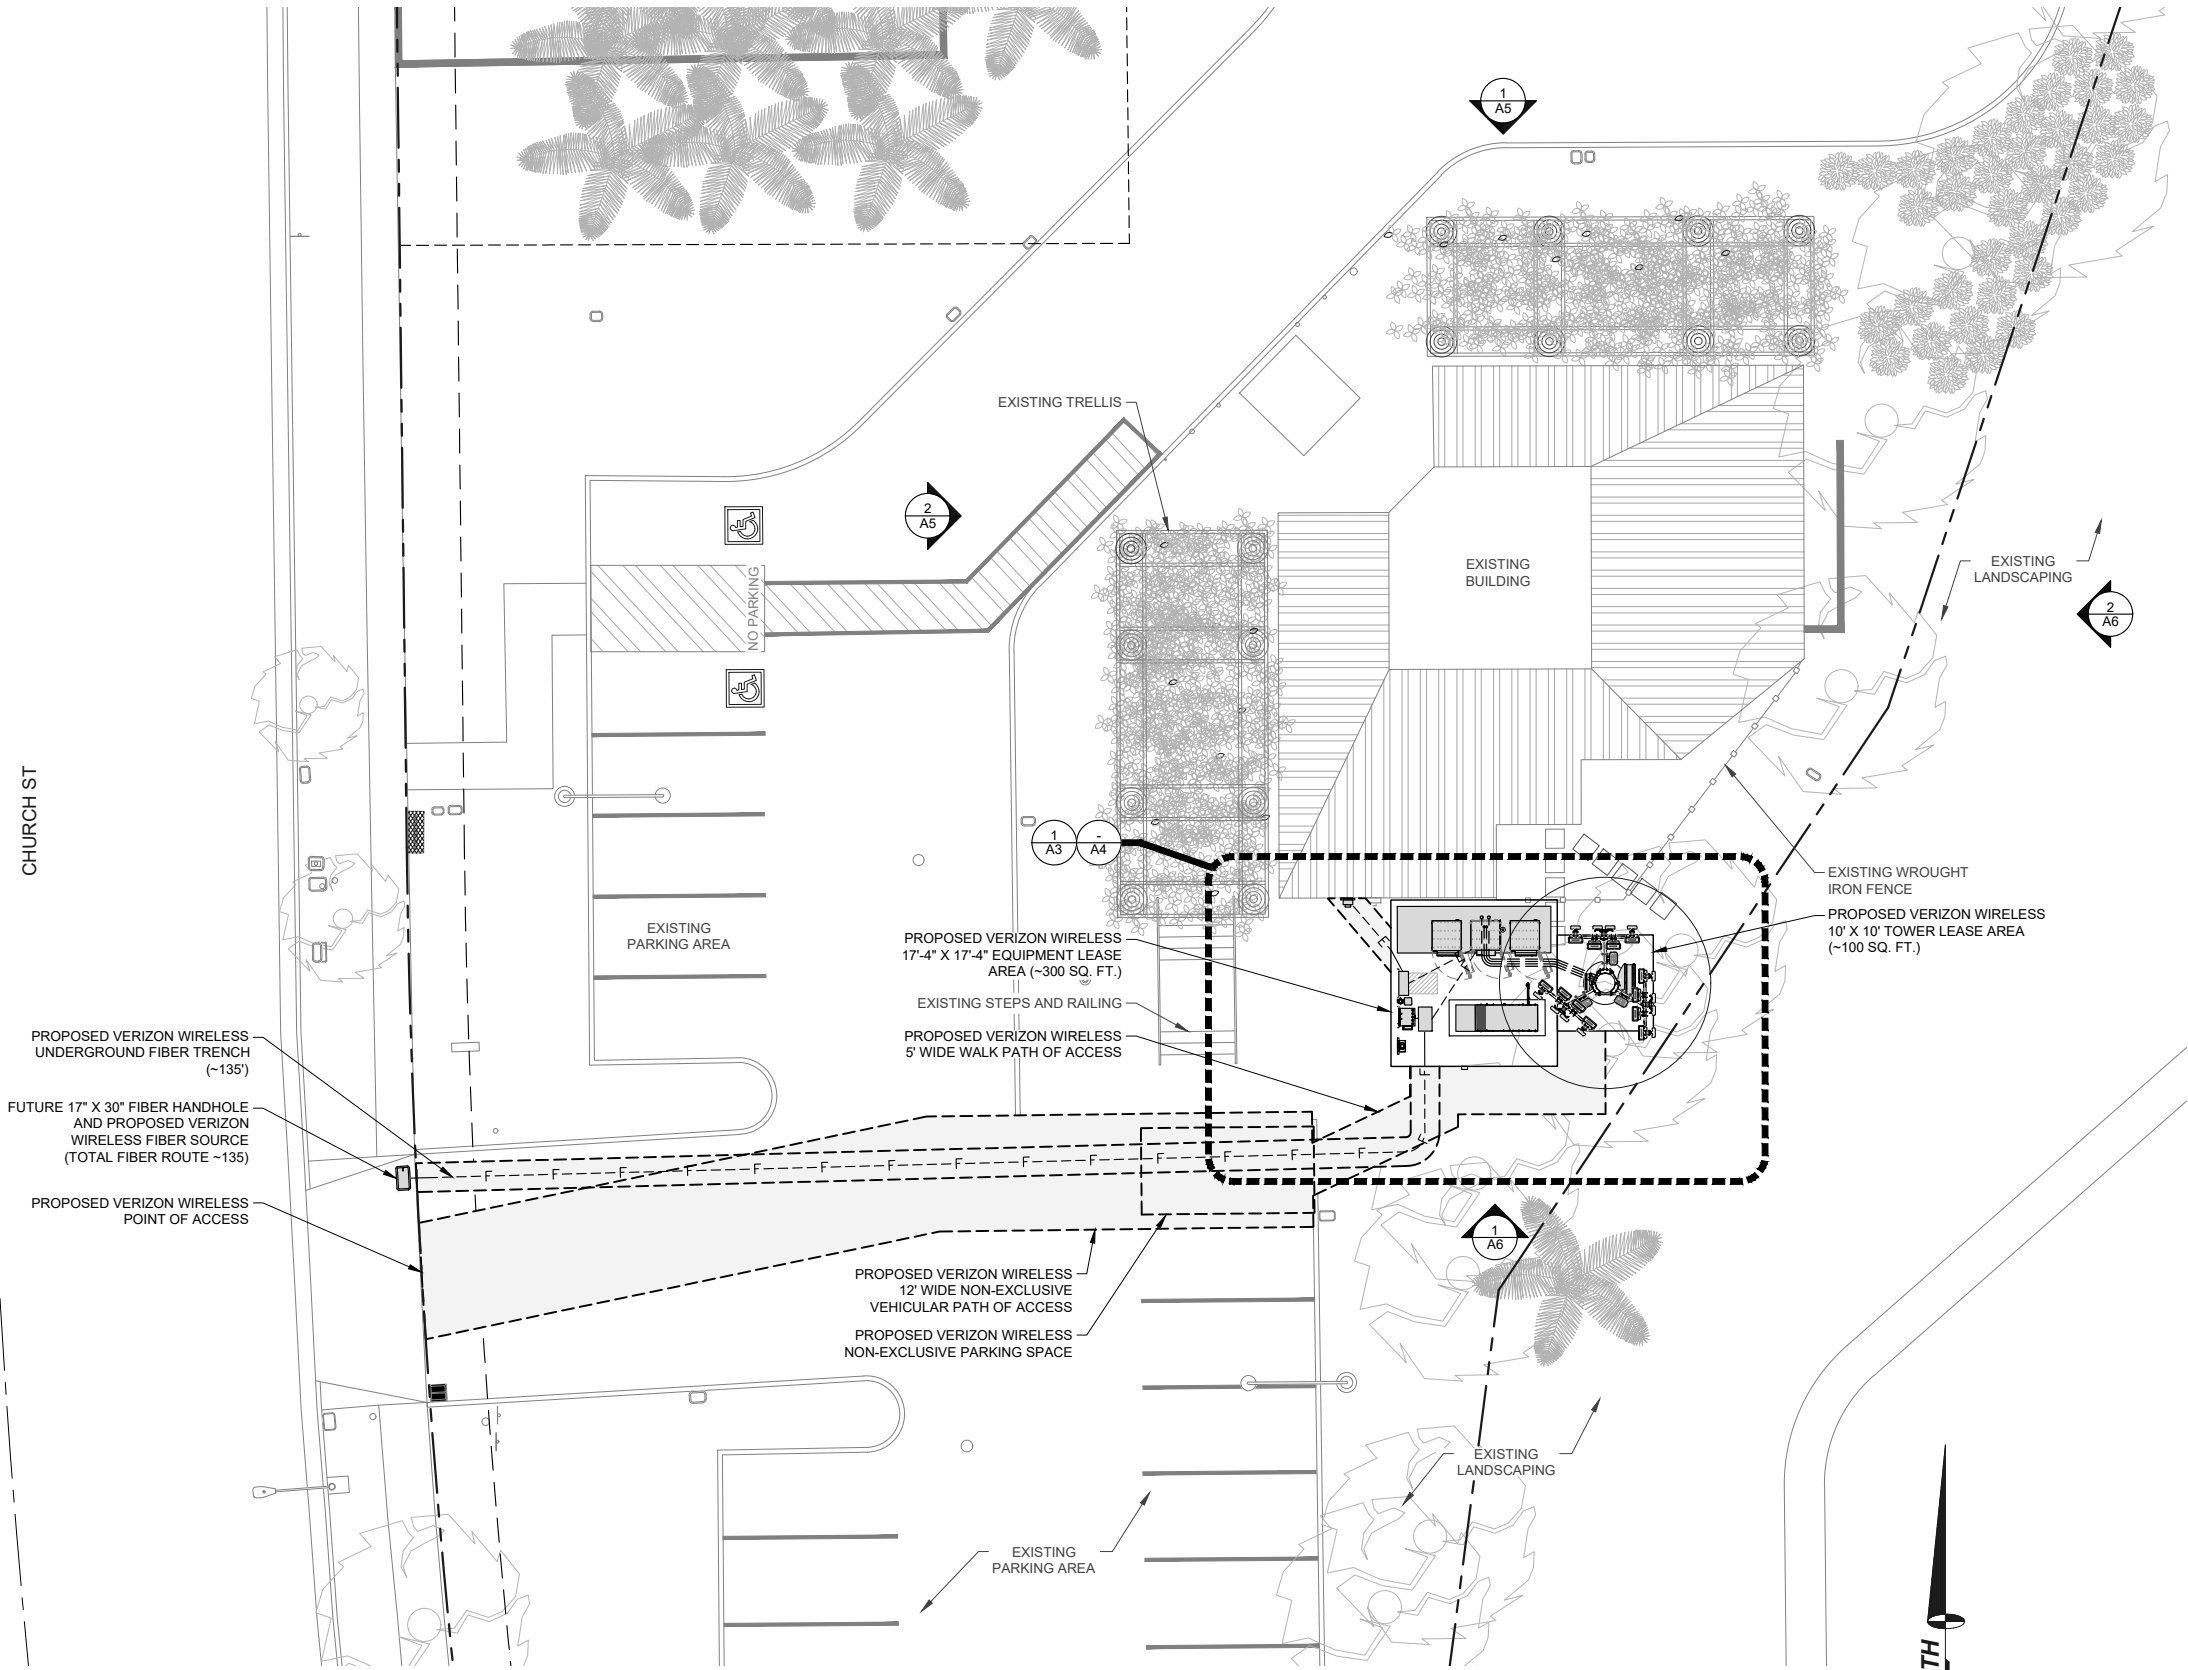 1
A5
EXISTING TRELLIS
2
A5
NO PARKING
EXISTING
BUILDING
EXISTING
LANDSCAPING
2
A6
CHURCH ST
1
A3
-
A4
EXISTING WROUGHT
IRON FENCE
PROPOSED VERIZON WIRELESS
10' X 10' TOWER LEASE AREA
(~100 SQ. FT.)
EXISTING
PARKING AREA
PROPOSED VERIZON WIRELESS
17'-4" X 17'-4" EQUIPMENT LEASE
AREA (~300 SQ. FT.)
EXISTING STEPS AND RAILING
PROPOSED VERIZON WIRELESS
5' WIDE WALK PATH OF ACCESS
PROPOSED VERIZON WIRELESS
UNDERGROUND FIBER TRENCH
(~135')
FUTURE 17" X 30" FIBER HANDHOLE
AND PROPOSED VERIZON
WIRELESS FIBER SOURCE
(TOTAL FIBER ROUTE ~135)
F F F F F F F F F F F F F F
F
F
PROPOSED VERIZON WIRELESS
POINT OF ACCESS
1
A6
PROPOSED VERIZON WIRELESS
12' WIDE NON-EXCLUSIVE
VEHICULAR PATH OF ACCESS
PROPOSED VERIZON WIRELESS
NON-EXCLUSIVE PARKING SPACE
EXISTING
LANDSCAPING
EXISTING
PARKING AREA
TH